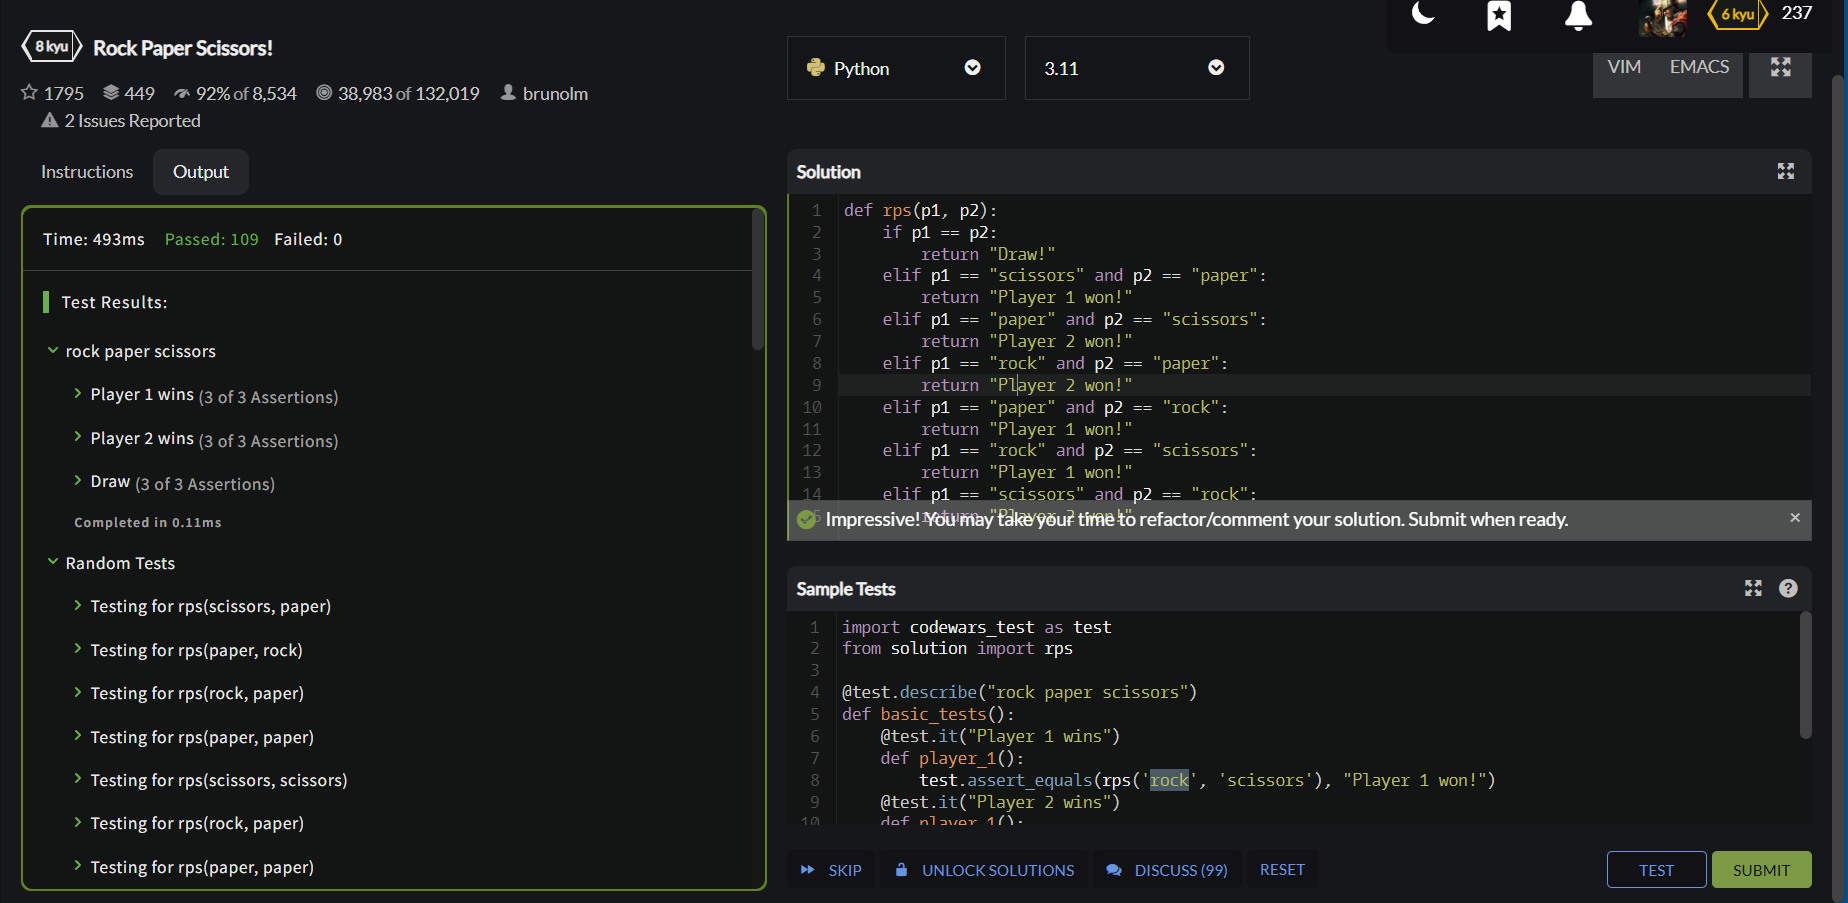 8 kyu Rock Paper Scissors!
1795 449 92% of 8,534 38,983 of 132,019 brunolm
2 Issues Reported
Python
3.11
6 kyu 237
VIM EMACS
Instructions Output
Time: 493ms Passed: 109 Failed: 0
Test Results:
rock paper scissors
Player 1 wins (3 of 3 Assertions)
Player 2 wins (3 of 3 Assertions)
Draw (3 of 3 Assertions)
Completed in 0.11ms
Random Tests
Testing for rps(scissors, paper)
Testing for rps(paper, rock)
Testing for rps(rock, paper)
Testing for rps(paper, paper)
Testing for rps(scissors, scissors)
Testing for rps(rock, paper)
Testing for rps(paper, paper)
Solution
1 def rps(p1, p2):
2 if p1 == p2:
3 return "Draw!"
4 elif p1 == "scissors" and p2 == "paper":
5 return "Player 1 won!"
6 elif p1 == "paper" and p2 == "scissors":
7 return "Player 2 won!"
8 elif p1 == "rock" and p2 == "paper":
9 return "Player 2 won!"
10 elif p1 == "paper" and p2 == "rock":
11 return "Player 1 won!"
12 elif p1 == "rock" and p2 == "scissors":
13 return "Player 1 won!"
14 elif p1 == "scissors" and p2 == "rock":
return "Player 2 won!"
Impressive! You may take your time to refactor/comment your solution. Submit when ready.
Sample Tests
1 import codewars_test as test
2 from solution import rps
3
4 @test.describe("rock paper scissors")
5 def basic_tests():
6 @test.it("Player 1 wins")
7 def player_1():
8 test.assert_equals(rps('rock', 'scissors'), "Player 1 won!")
9 @test.it("Player 2 wins")
10 def player_1():
SKIP UNLOCK SOLUTIONS DISCUSS (99) RESET TEST SUBMIT